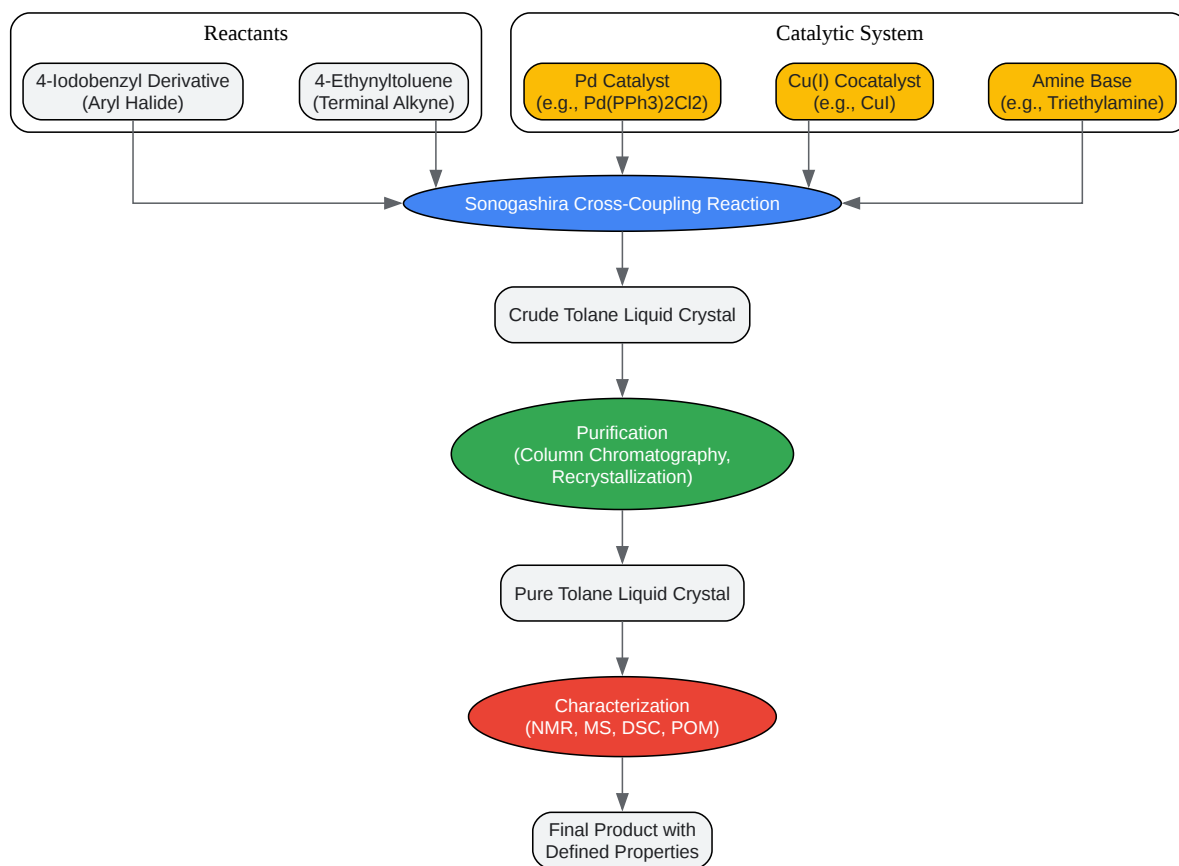 Reactants
Catalytic System
4-Iodobenzyl Derivative
(Aryl Halide)
4-Ethynyltoluene
(Terminal Alkyne)
Pd Catalyst
(e.g., Pd(PPh3)2Cl2)
Cu(I) Cocatalyst
(e.g., CuI)
Amine Base
(e.g., Triethylamine)
Sonogashira Cross-Coupling Reaction
Crude Tolane Liquid Crystal
Purification
(Column Chromatography,
Recrystallization)
Pure Tolane Liquid Crystal
Characterization
(NMR, MS, DSC, POM)
Final Product with
Defined Properties